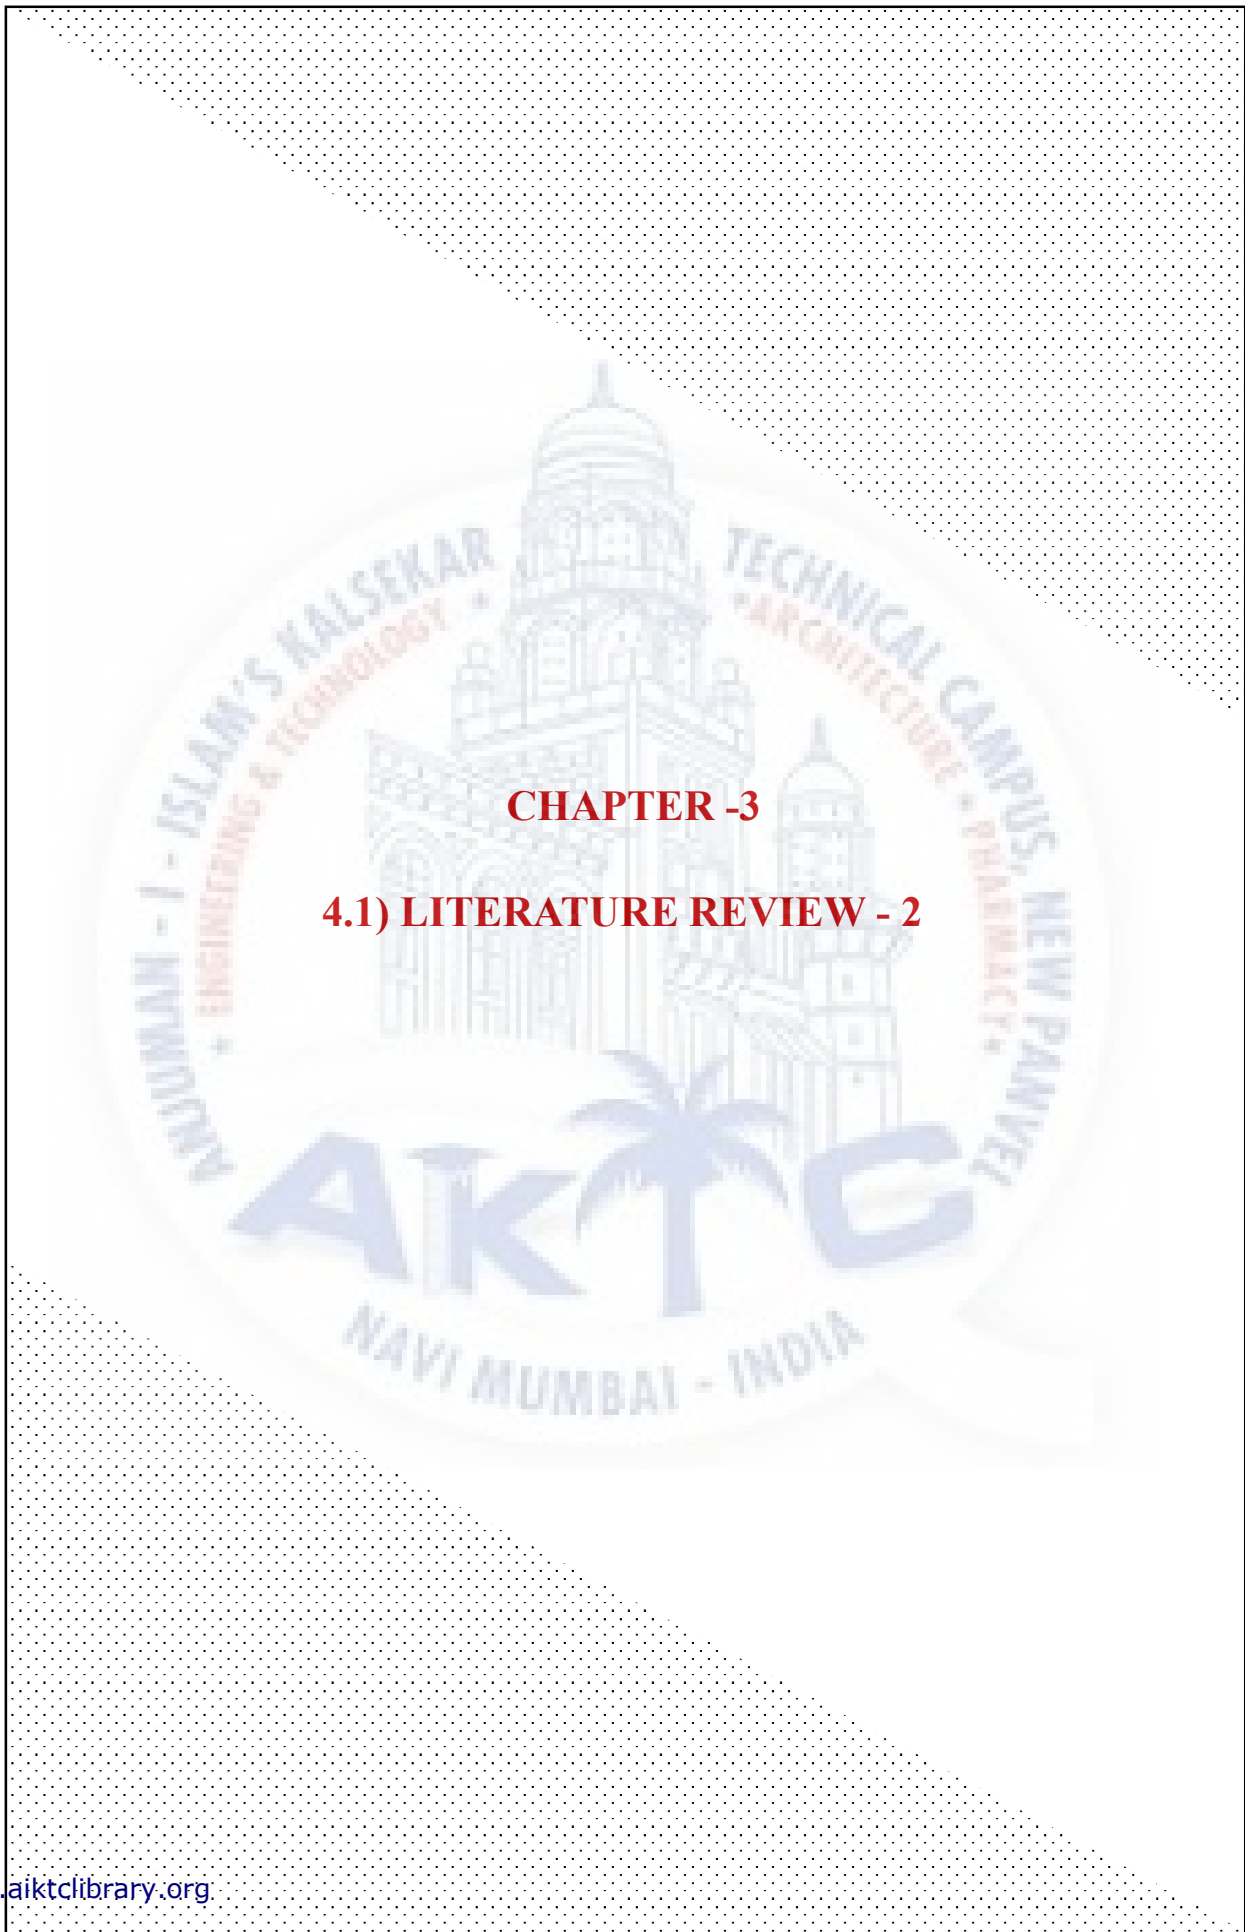 ANJUMAN - I - ISLAM'S KALSEKAR TECHNICAL CAMPUS, NEW PANVEL
• ENGINEERING & TECHNOLOGY • • ARCHITECTURE • PHARMACY •
CHAPTER -3
4.1) LITERATURE REVIEW - 2
AIKTC
NAVI MUMBAI - INDIA
.aiktclibrary.org